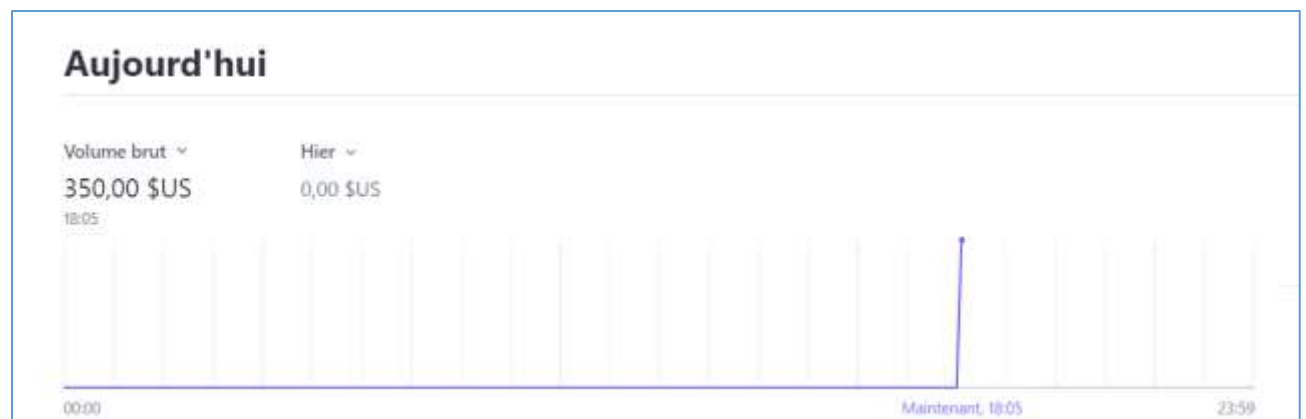 Aujourd'hui
Volume brut Hier
350,00 $US 0,00 $US
18:05
00:00 Maintenant, 18:05 23:59